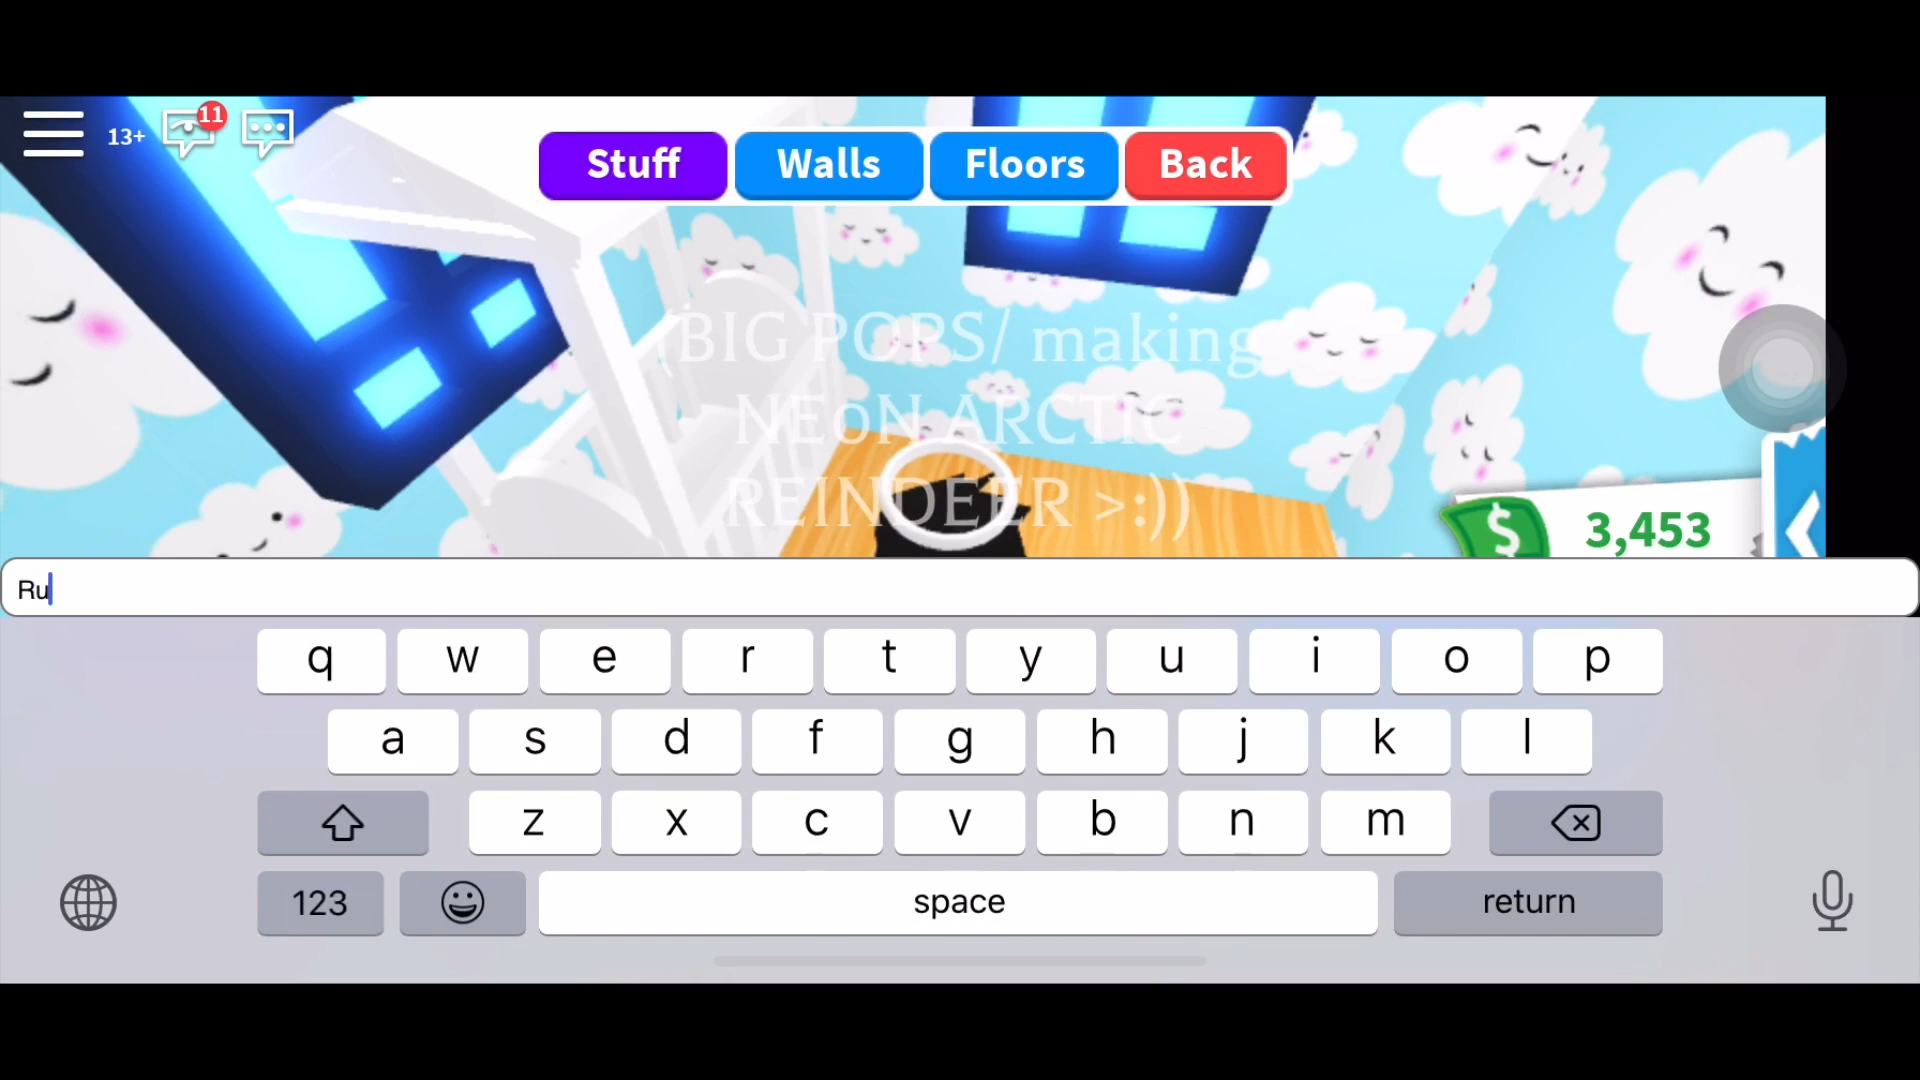 13+
11
Stuff
Walls
Floors
Back
BIG POPS/ making
NEoN ARCTIC
REINDEER >:))
$
3,453
Ru
q w e r t y u i o p
a s d f g h j k l
z x c v b n m
123
space
return